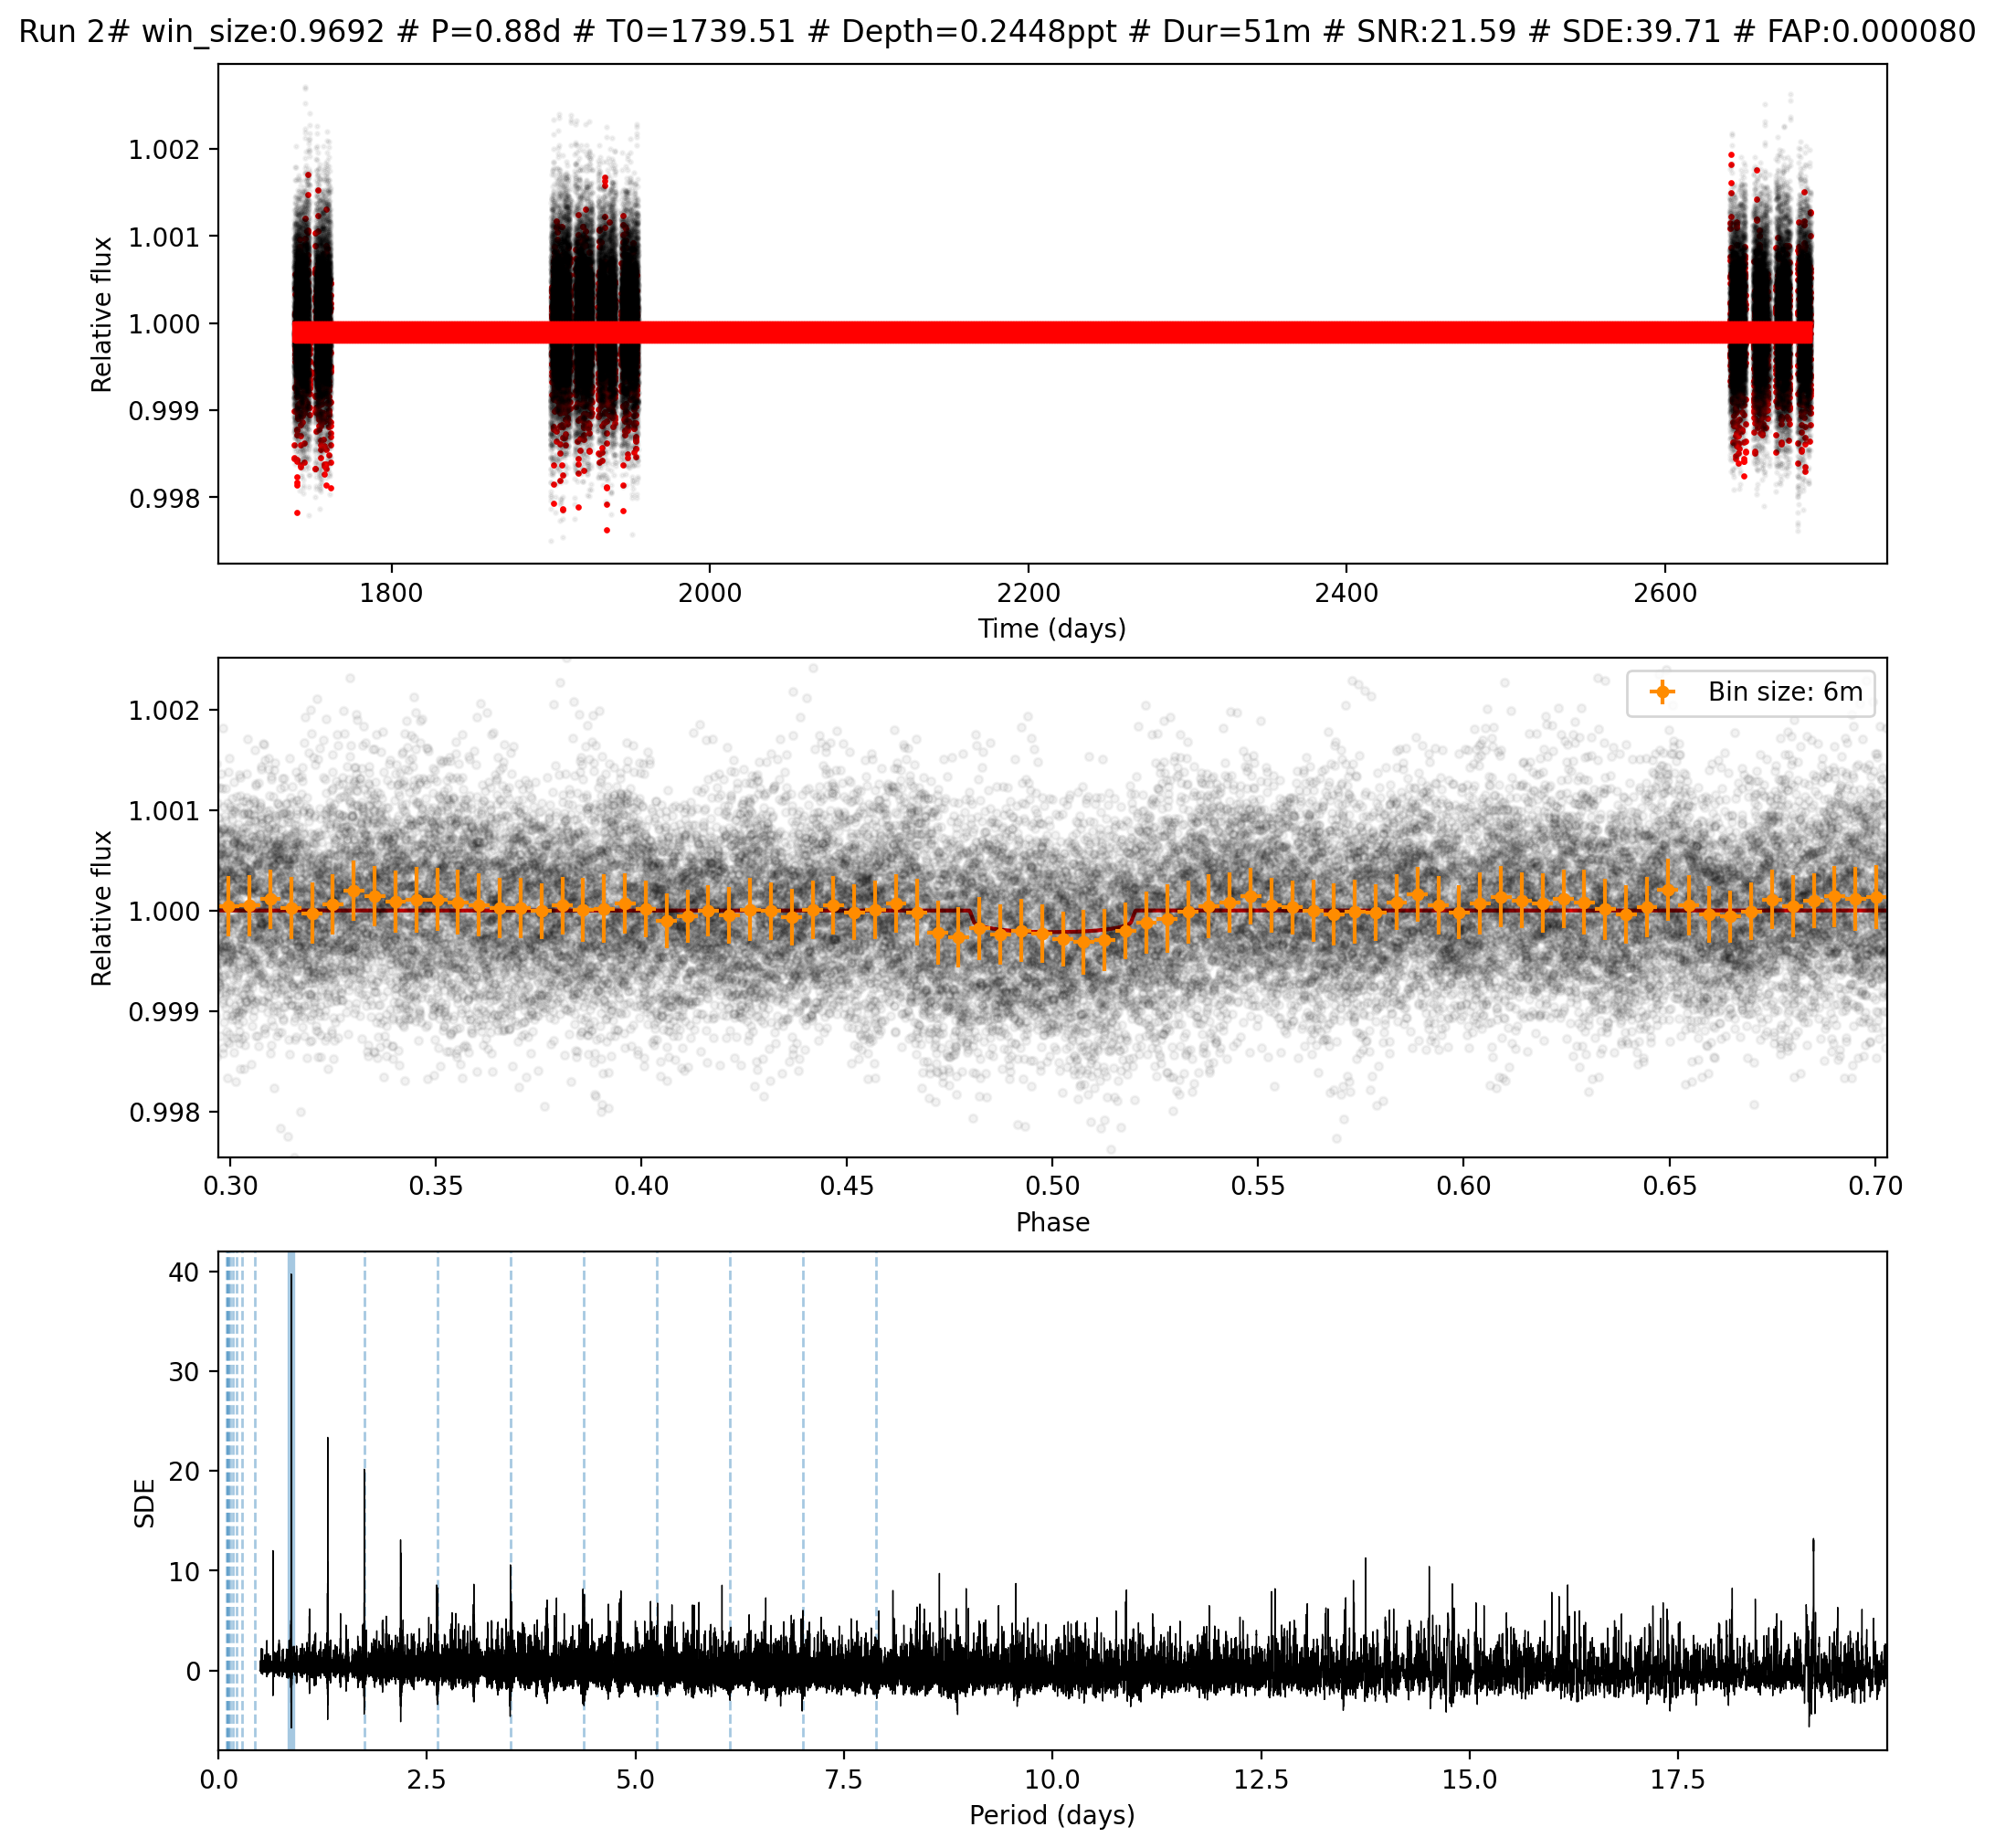 Run 2# win_size:0.9692 # P=0.88d # T0=1739.51 # Depth=0.2448ppt # Dur=51m # SNR:21.59 # SDE:39.71 # FAP:0.000080
1.002
1.001
1.000
0.999
0.998
Relative flux
1800 2000 2200 2400 2600
Time (days)
Bin size: 6m
1.002
1.001
1.000
0.999
0.998
Relative flux
0.30 0.35 0.40 0.45 0.50 0.55 0.60 0.65 0.70
Phase
40
30
20
10
0
SDE
0.0 2.5 5.0 7.5 10.0 12.5 15.0 17.5
Period (days)